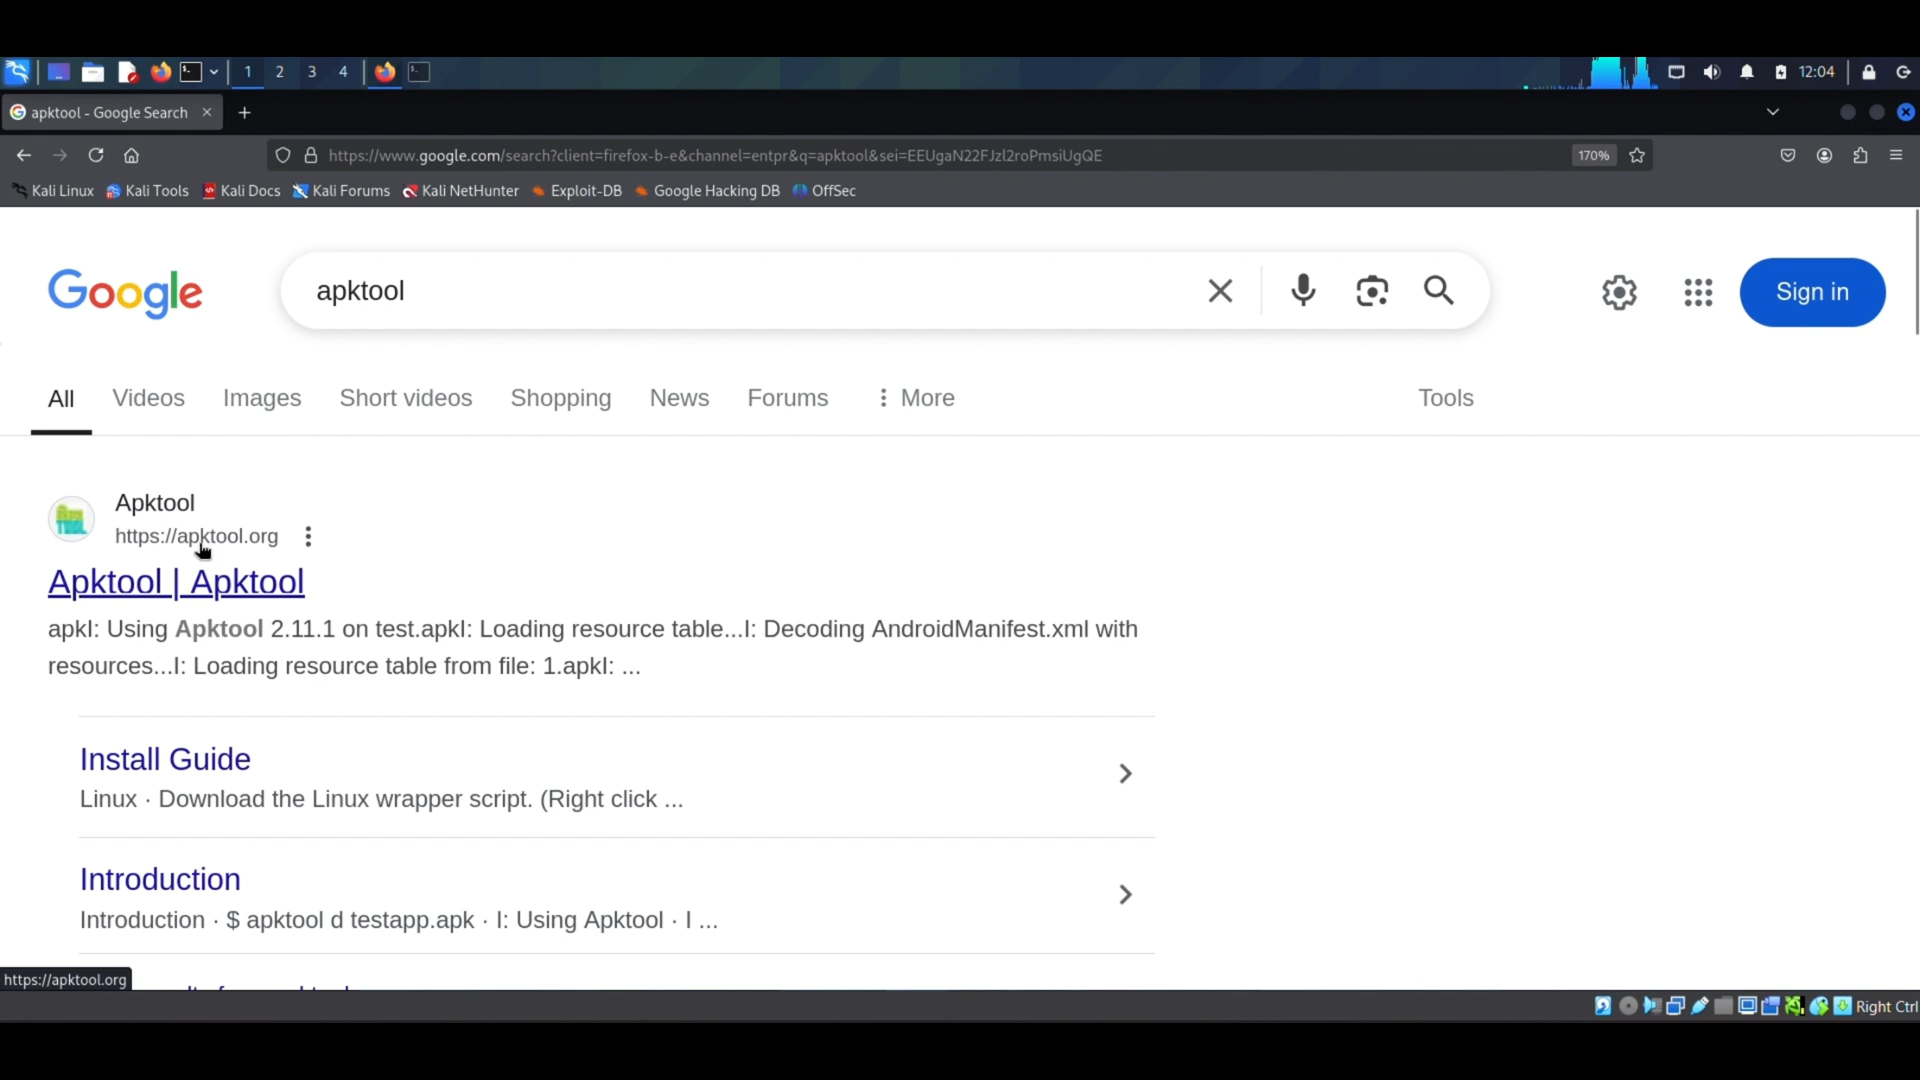 1 2 3 4 12:04
apktool - Google Search
https://www.google.com/search?client=firefox-b-e&channel=entpr&q=apktool&sei=EEUgaN22FJzl2roPmsiUgQE 170%
Kali Linux Kali Tools Kali Docs Kali Forums Kali NetHunter Exploit-DB Google Hacking DB OffSec
Google apktool Sign in
All Videos Images Short videos Shopping News Forums More Tools
Apktool
https://apktool.org
Apktool | Apktool
apkI: Using Apktool 2.11.1 on test.apkI: Loading resource table...I: Decoding AndroidManifest.xml with
resources...I: Loading resource table from file: 1.apkI: ...
Install Guide
Linux · Download the Linux wrapper script. (Right click ...
Introduction
Introduction · $ apktool d testapp.apk · I: Using Apktool · I ...
https://apktool.org
Right Ctrl